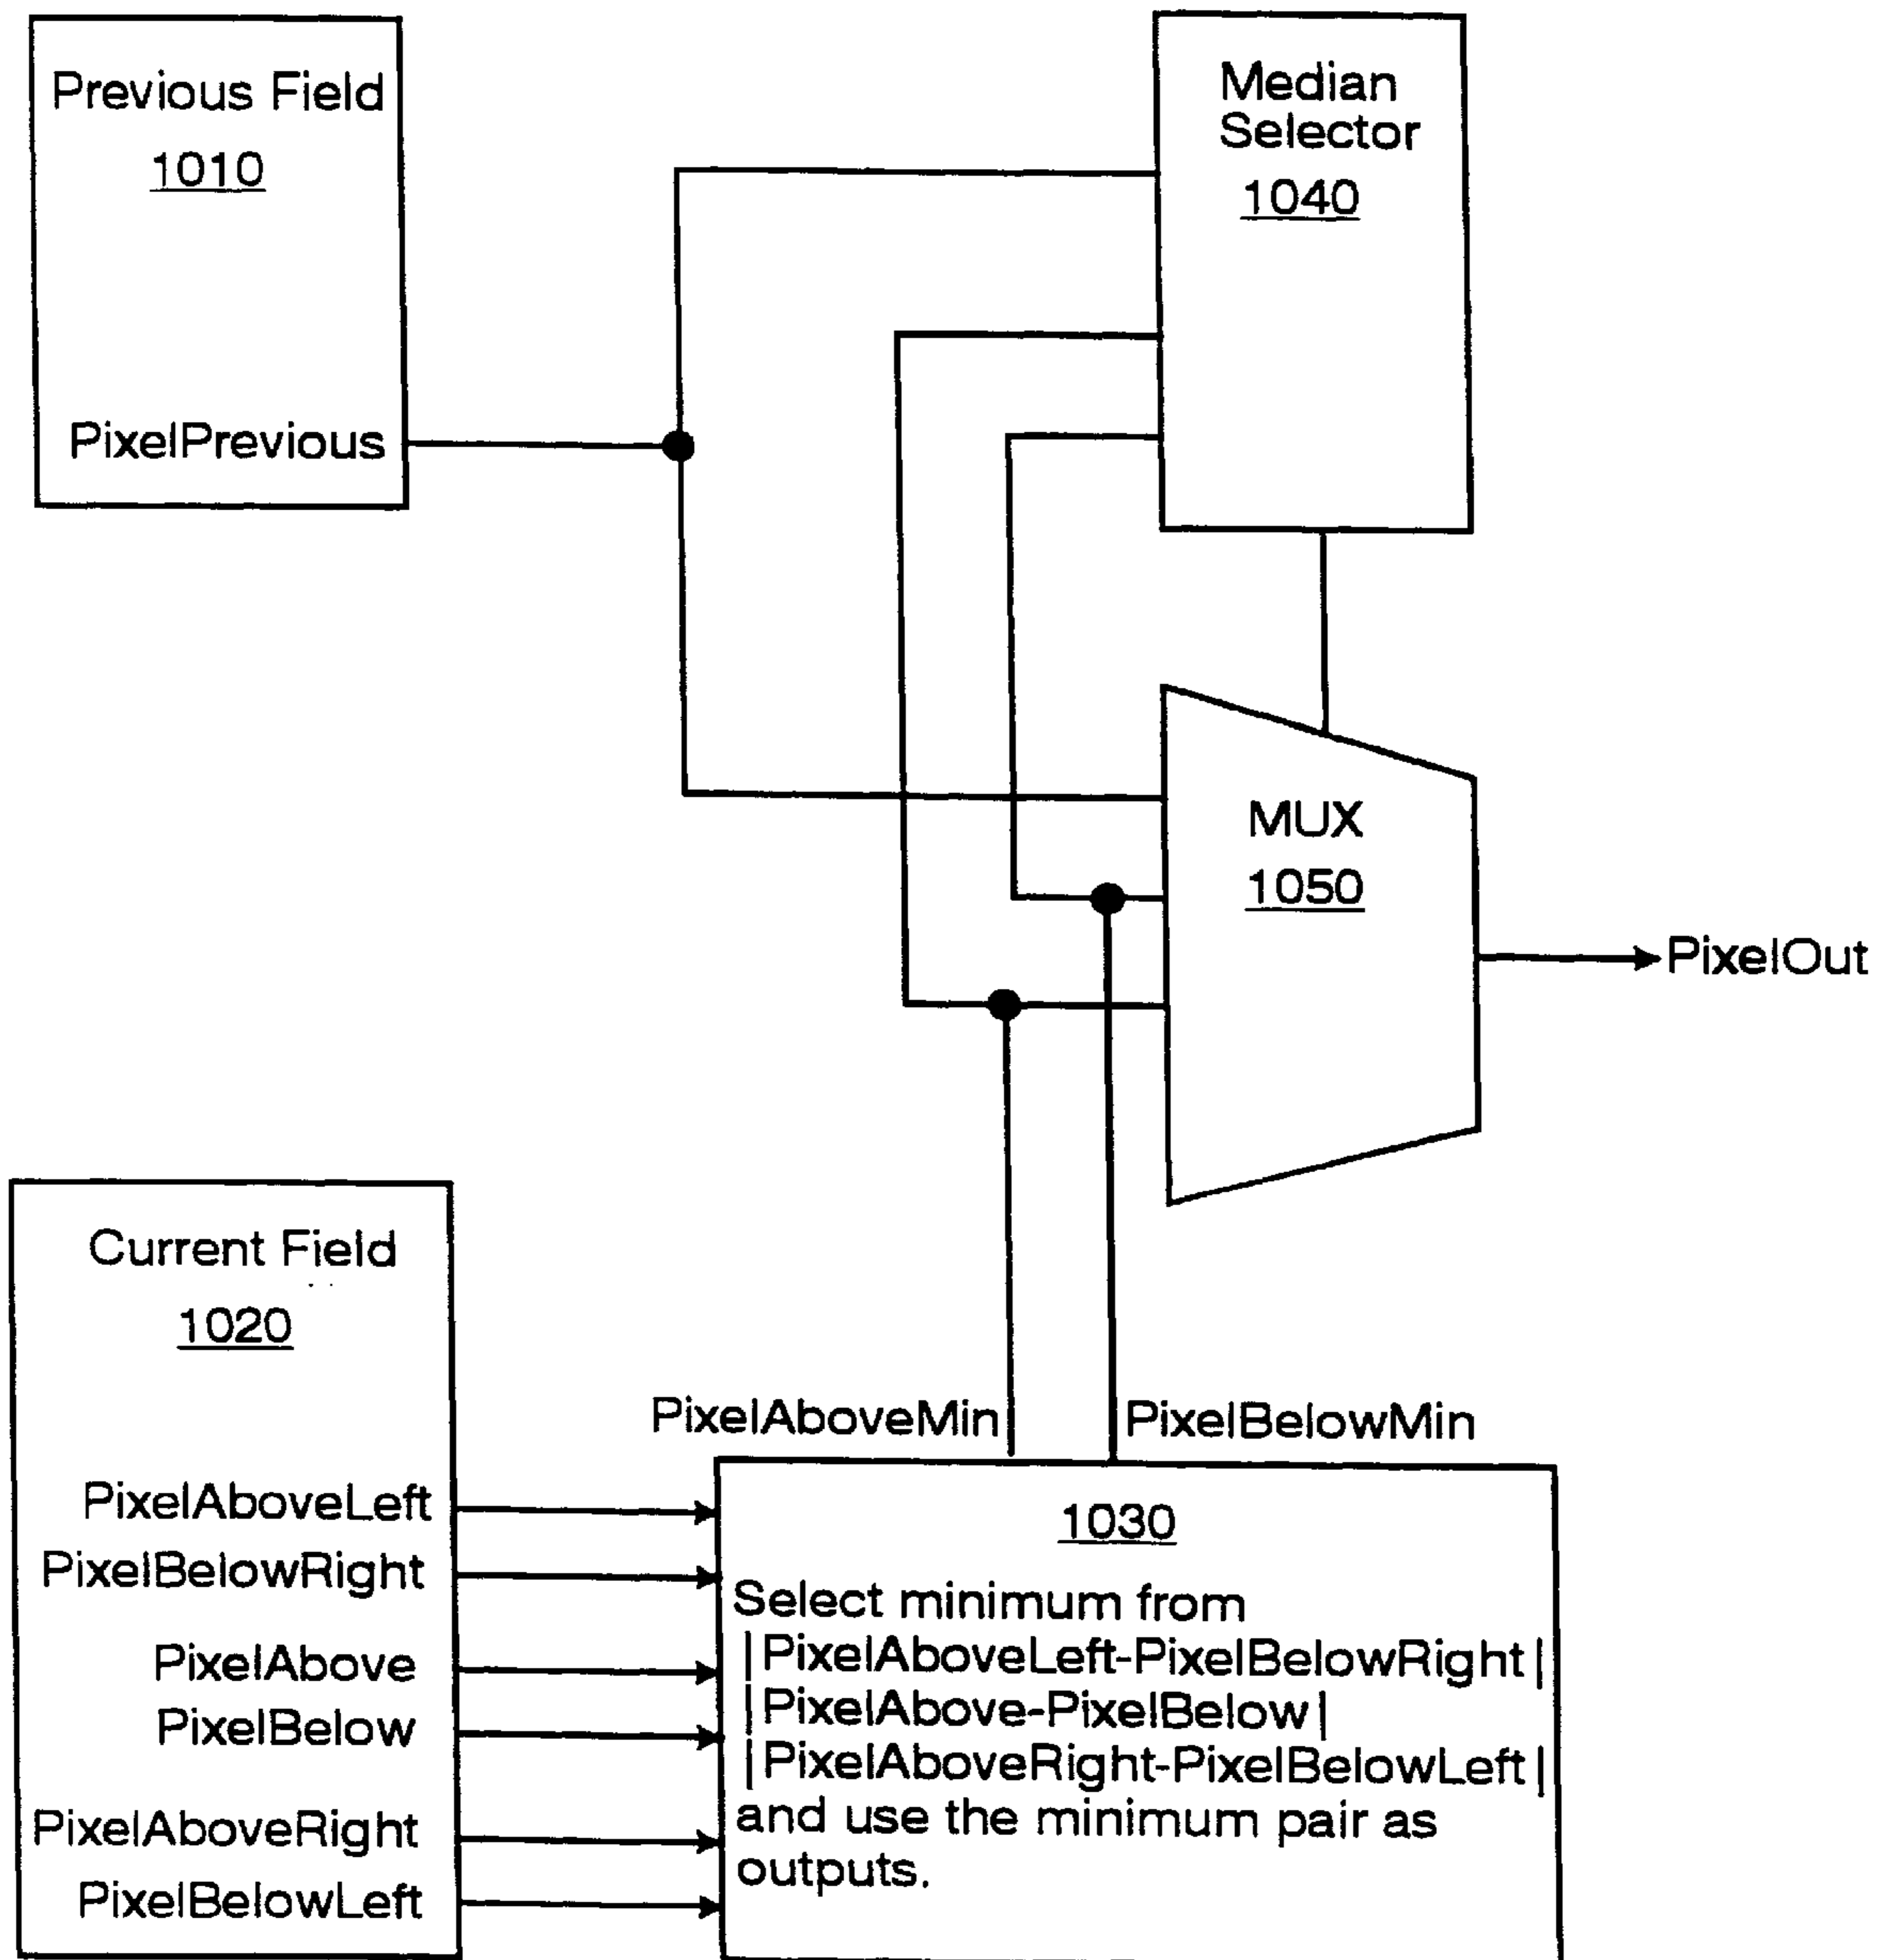 Previous Field
1010
PixelPrevious
Median
Selector
1040
MUX
1050
PixelOut
Current Field
1020
PixelAboveLeft
PixelBelowRight
PixelAbove
PixelBelow
PixelAboveRight
PixelBelowLeft
PixelAboveMin
PixelBelowMin
1030
Select minimum from
|PixelAboveLeft-PixelBelowRight|
|PixelAbove-PixelBelow|
|PixelAboveRight-PixelBelowLeft|
and use the minimum pair as
outputs.